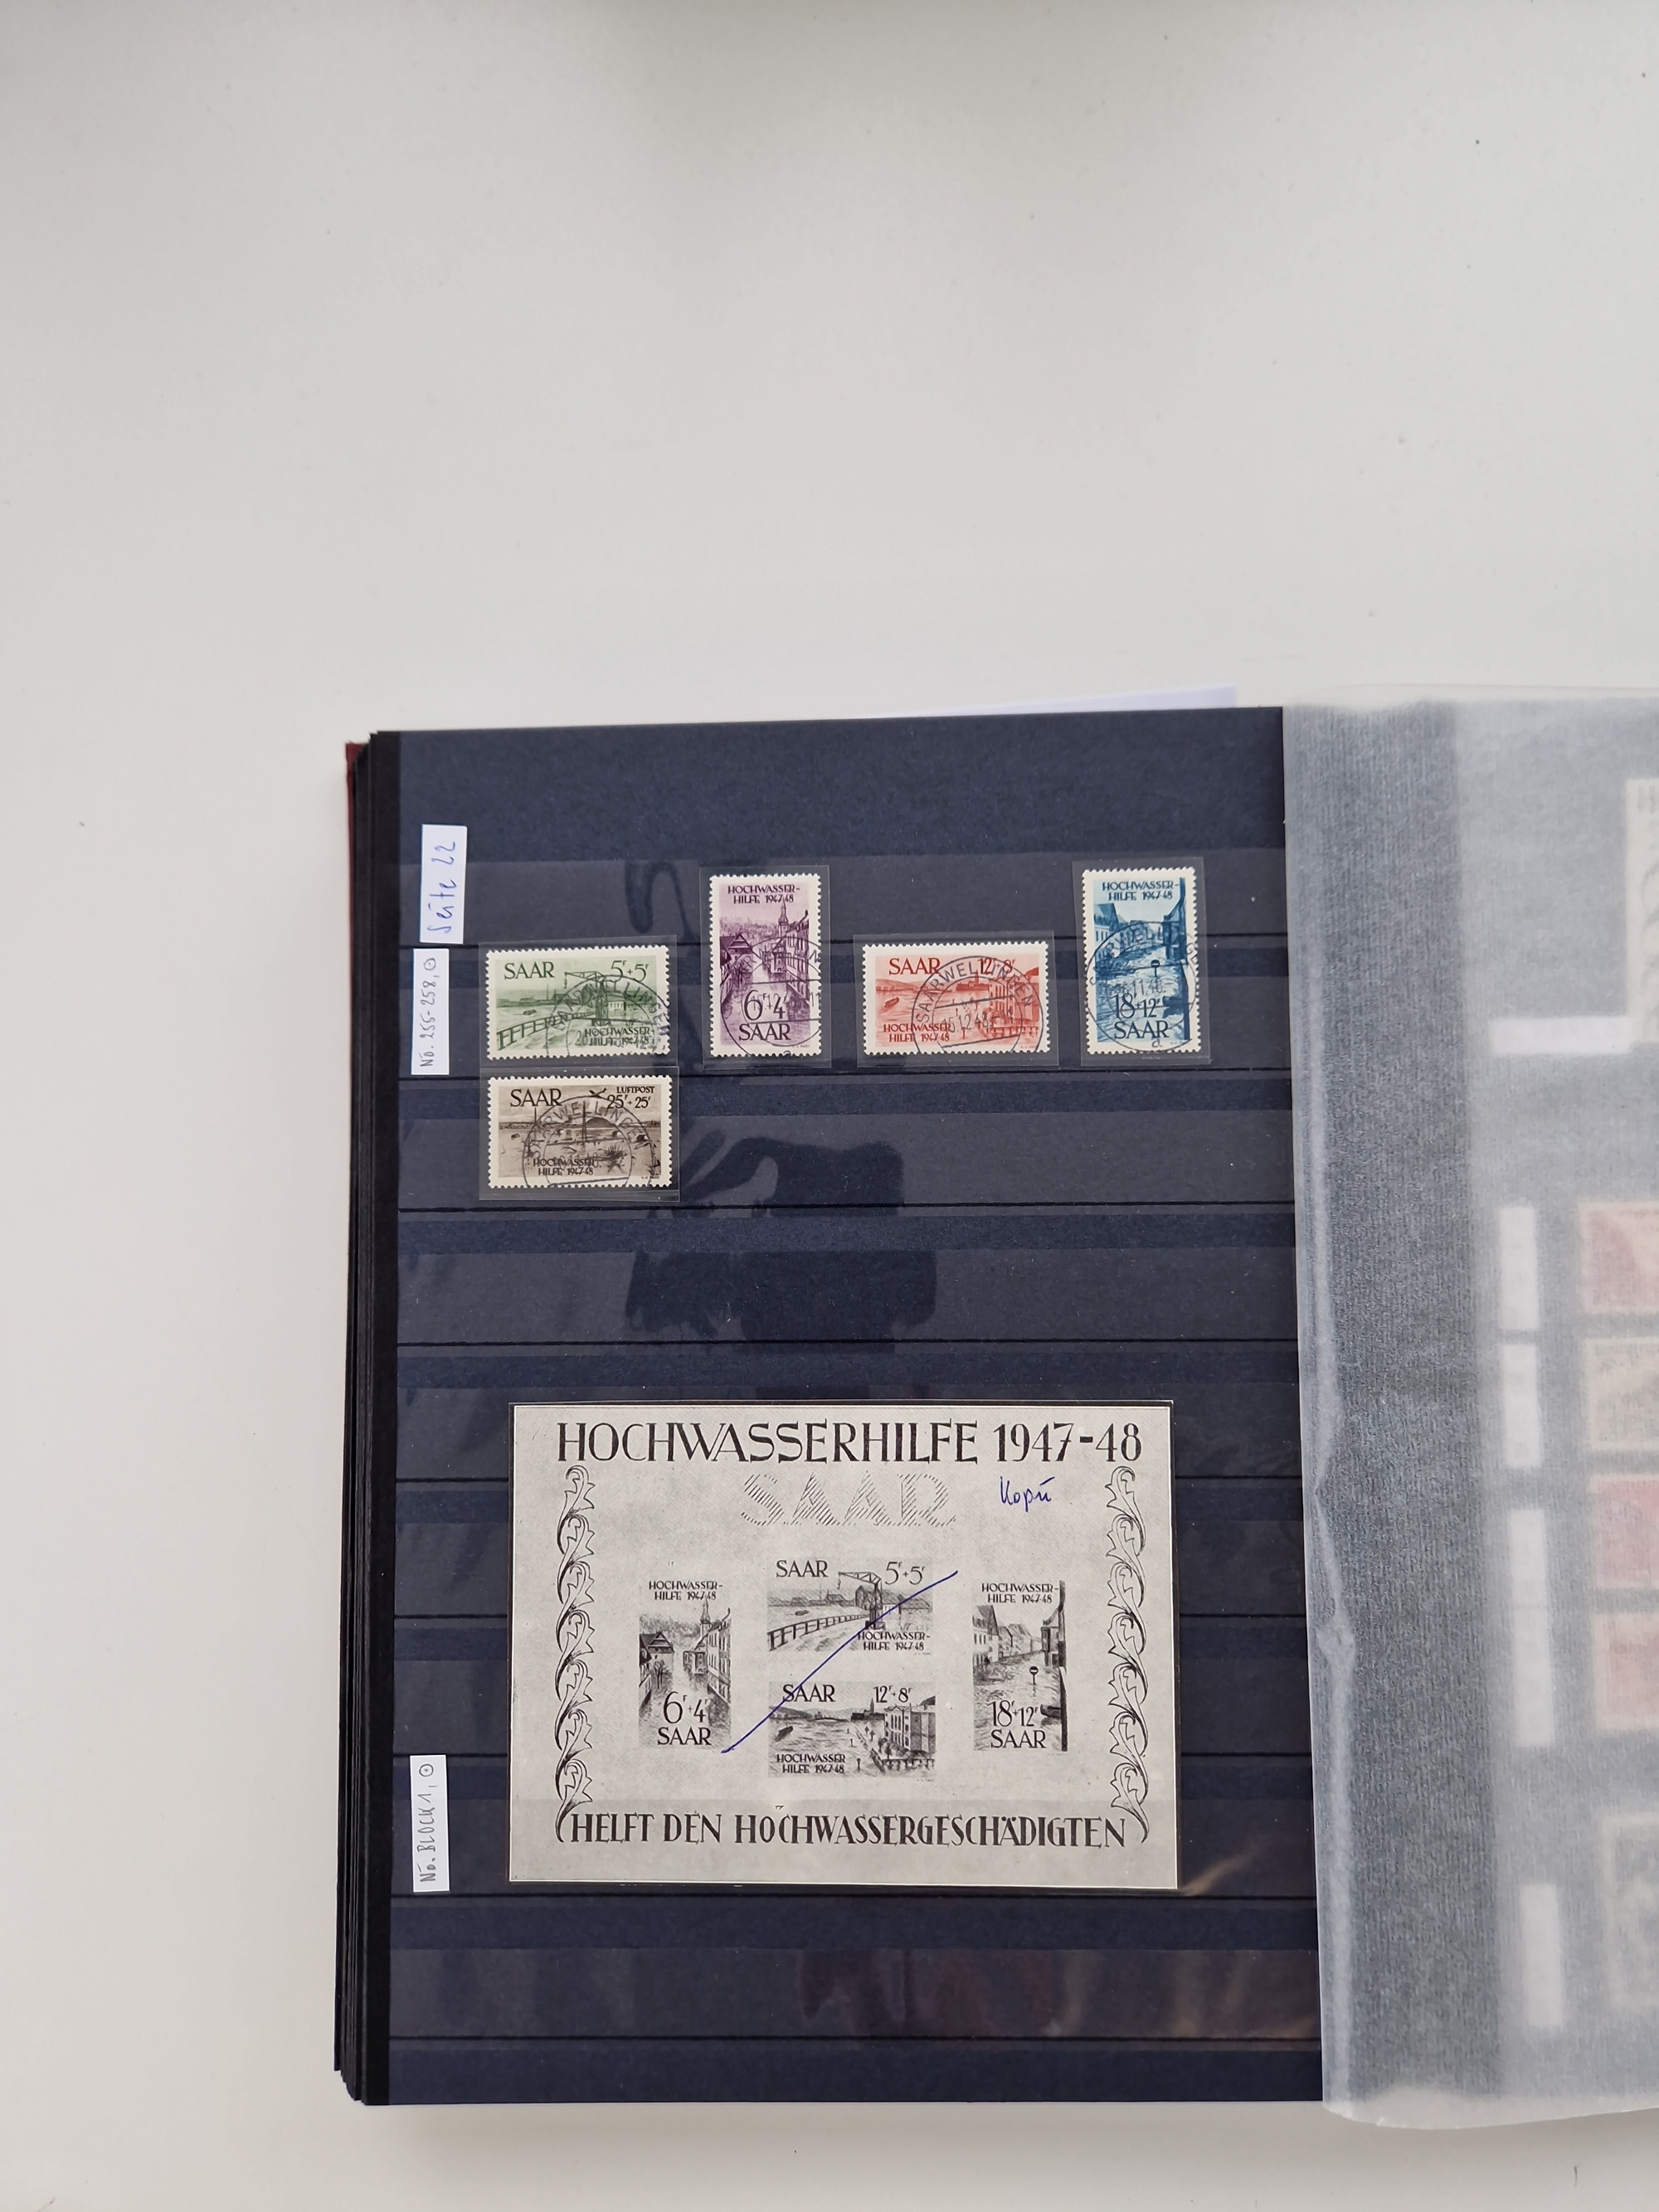 Seite 22
No. 255-258, ⊙
SAAR 5F+5F
HOCHWASSER-
HILFE 1947-48
HOCHWASSER-
HILFE 1947-48
6F+4F
SAAR
SAAR 12F+8F
SAARWELLINGEN
HOCHWASSER
HILFE 1947-48
HOCHWASSER-
HILFE 1947-48
18F+12F
SAAR
a
SAAR LUFTPOST
25F+25F
HOCHWASSER
HILFE 1947-48
No. BLOCK 1, ⊙
HOCHWASSERHILFE 1947-48
SAAR
Kopie
SAAR 5F+5F
HOCHWASSER-
HILFE 1947-48
HOCHWASSER-
HILFE 1947-48
6F+4F
SAAR
SAAR 12F+8F
HOCHWASSER
HILFE 1947-48
HOCHWASSER-
HILFE 1947-48
18F+12F
SAAR
HELFT DEN HOCHWASSERGESCHÄDIGTEN